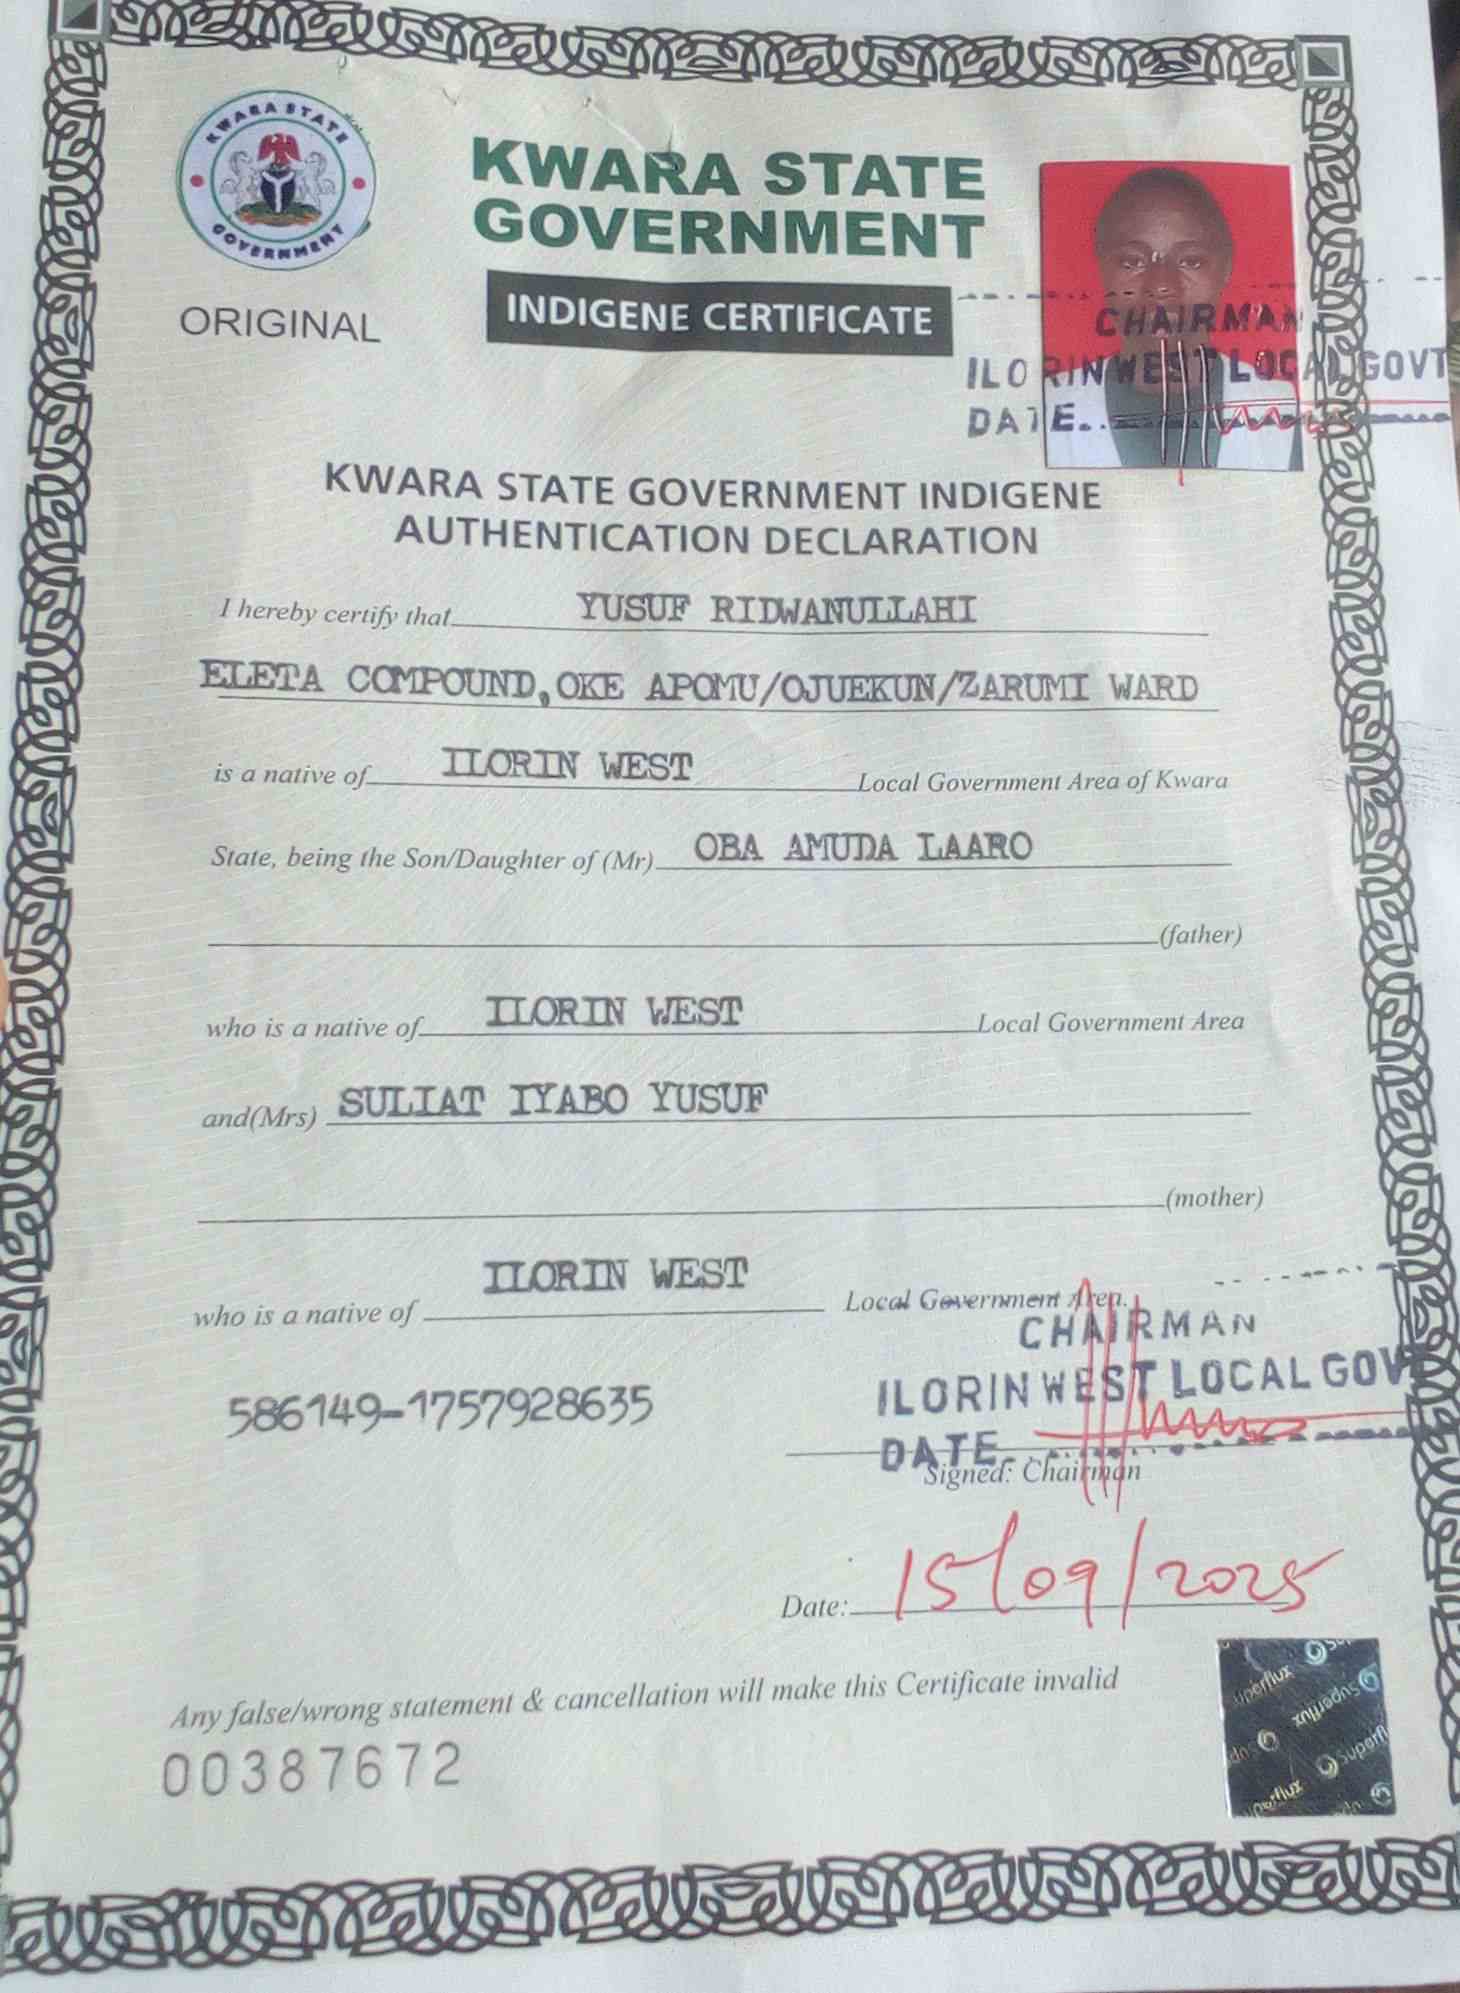 KWARA STATE
GOVERNMENT
KWARA STATE
GOVERNMENT
ORIGINAL
INDIGENE CERTIFICATE
CHAIRMAN
ILORIN WEST LOCAL GOVT
DATE
KWARA STATE GOVERNMENT INDIGENE
AUTHENTICATION DECLARATION
I hereby certify that YUSUF RIDWANULLAHI
ELETA COMPOUND, OKE APOMU/OJUEKUN/ZARUMI WARD
is a native of ILORIN WEST Local Government Area of Kwara
State, being the Son/Daughter of (Mr) OBA AMUDA LAARO
(father)
who is a native of ILORIN WEST Local Government Area
and(Mrs) SULIAT IYABO YUSUF
(mother)
who is a native of ILORIN WEST Local Government Area.
CHAIRMAN
ILORIN WEST LOCAL GOV
586149-1757928635
DATE
Signed: Chairman
Date: 15/09/2025
Any false/wrong statement & cancellation will make this Certificate invalid
00387672
Superflux